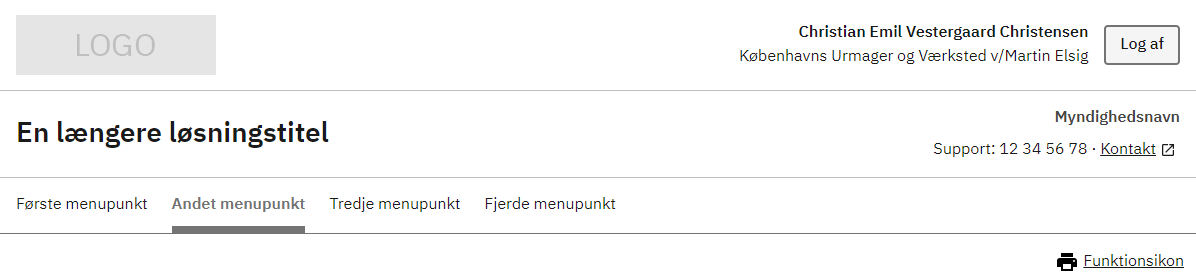 LOGO
Christian Emil Vestergaard Christensen
Københavns Urmager og Værksted v/Martin Elsig
Log af
En længere løsningstitel
Myndighedsnavn
Support: 12 34 56 78 · Kontakt
Første menupunkt Andet menupunkt Tredje menupunkt Fjerde menupunkt
Funktionsikon